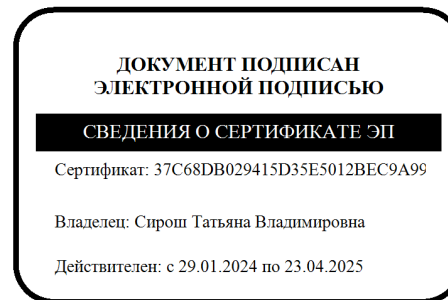 ДОКУМЕНТ ПОДПИСАН
ЭЛЕКТРОННОЙ ПОДПИСЬЮ
СВЕДЕНИЯ О СЕРТИФИКАТЕ ЭП
Сертификат: 37C68DB029415D35E5012BEC9A99
Владелец: Сирош Татьяна Владимировна
Действителен: с 29.01.2024 по 23.04.2025